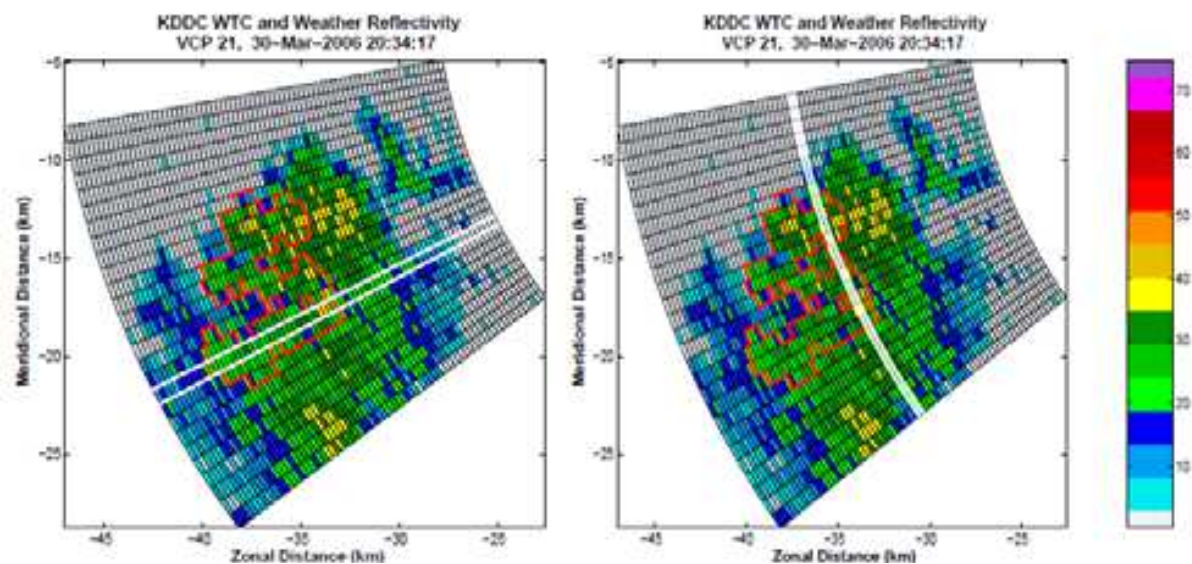 KDDC WTC and Weather Reflectivity
VCP 21, 30-Mar-2006 20:34:17
-5
-10
-15
-20
-25
Meridional Distance (km)
-45 -40 -35 -30 -25
Zonal Distance (km)
KDDC WTC and Weather Reflectivity
VCP 21, 30-Mar-2006 20:34:17
-5
-10
-15
-20
-25
Meridional Distance (km)
-45 -40 -35 -30 -25
Zonal Distance (km)
70
60
50
40
30
20
10